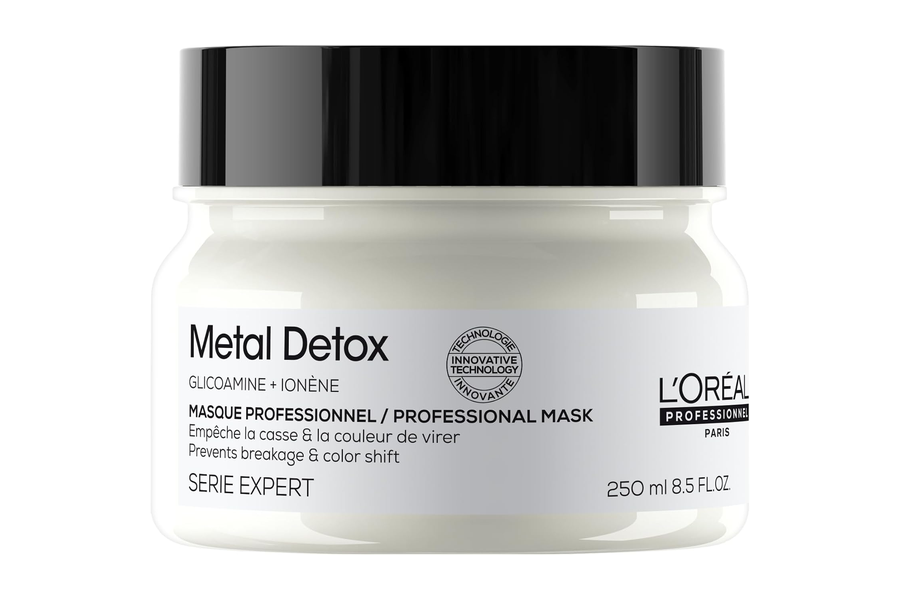 Metal Detox
GLICOAMINE + IONÈNE
MASQUE PROFESSIONNEL / PROFESSIONAL MASK
Empêche la casse & la couleur de virer
Prevents breakage & color shift
SERIE EXPERT
TECHNOLOGIE
INNOVATIVE
TECHNOLOGY
INNOVANTE
L'ORÉAL
PROFESSIONNEL
PARIS
250 ml 8.5 FL.OZ.